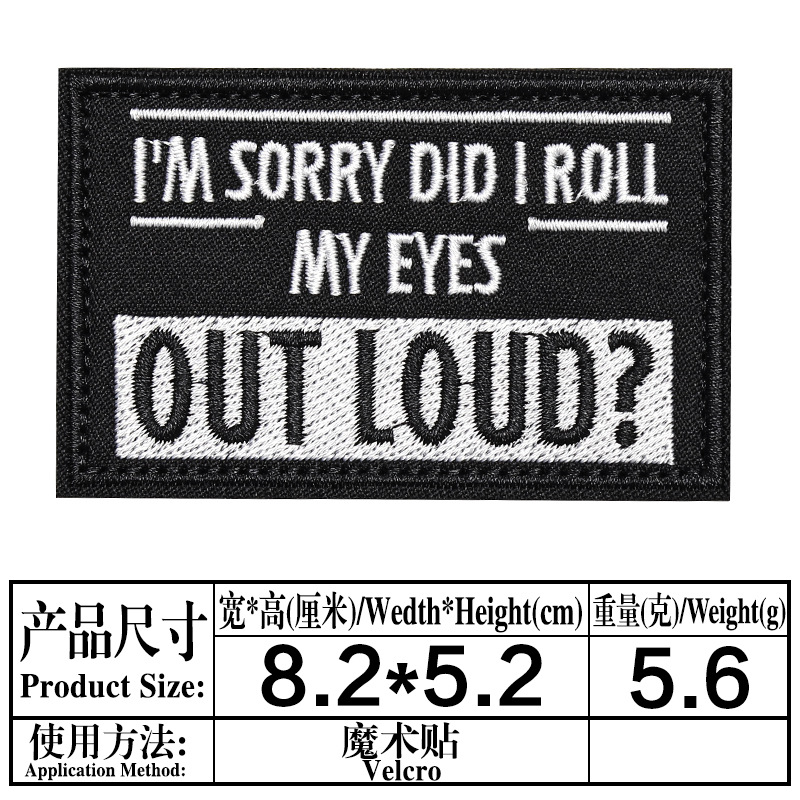 I'M SORRY DID I ROLL
MY EYES
OUT LOUD?
产品尺寸
Product Size:
宽*高(厘米)/Wedth*Height(cm)
重量(克)/Weight(g)
8.2*5.2
5.6
使用方法:
Application Method:
魔术贴
Velcro